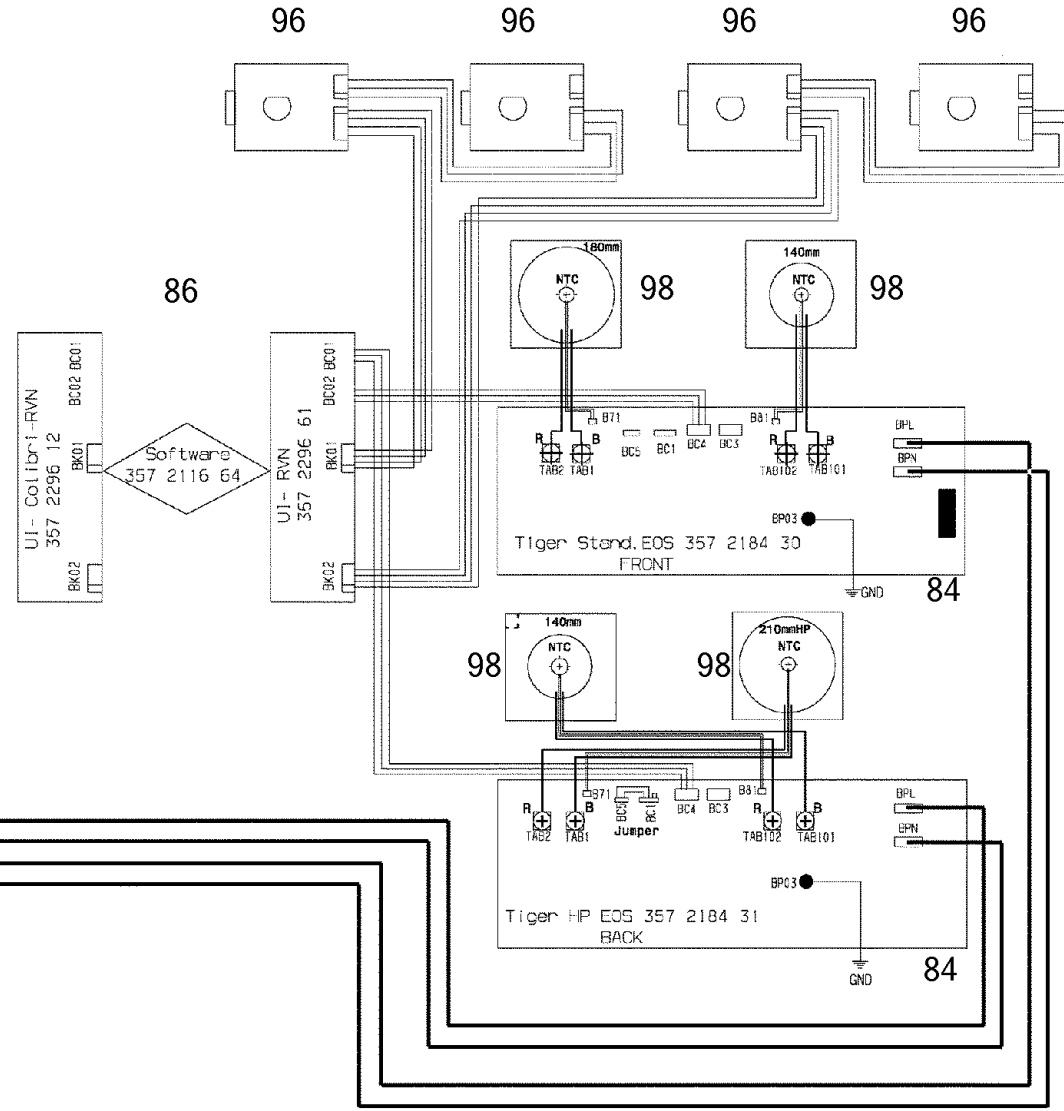 96 96 96 96
86
180mm
NTC
98
140mm
NTC
98
UI- Colibri-RVN
357 2296 12
BC02 BC01
BK01
BK02
Software
357 2116 64
UI- RVN
357 2296 61
BC02 BC01
BK01
BK02
B71
R B
TAB2 TAB1
BC5 BC1 BC4 BC3
B81
R B
TAB102 TAB101
BPL
BPN
BP03
Tiger Stand.EOS 357 2184 30
FRONT
GND
84
140mm
NTC
98
210mmHP
NTC
98
B71
R B
TAB2 TAB1
BC5 BC1
Jumper
BC4 BC3
B81
R B
TAB102 TAB101
BPL
BPN
BP03
Tiger HP EOS 357 2184 31
BACK
GND
84